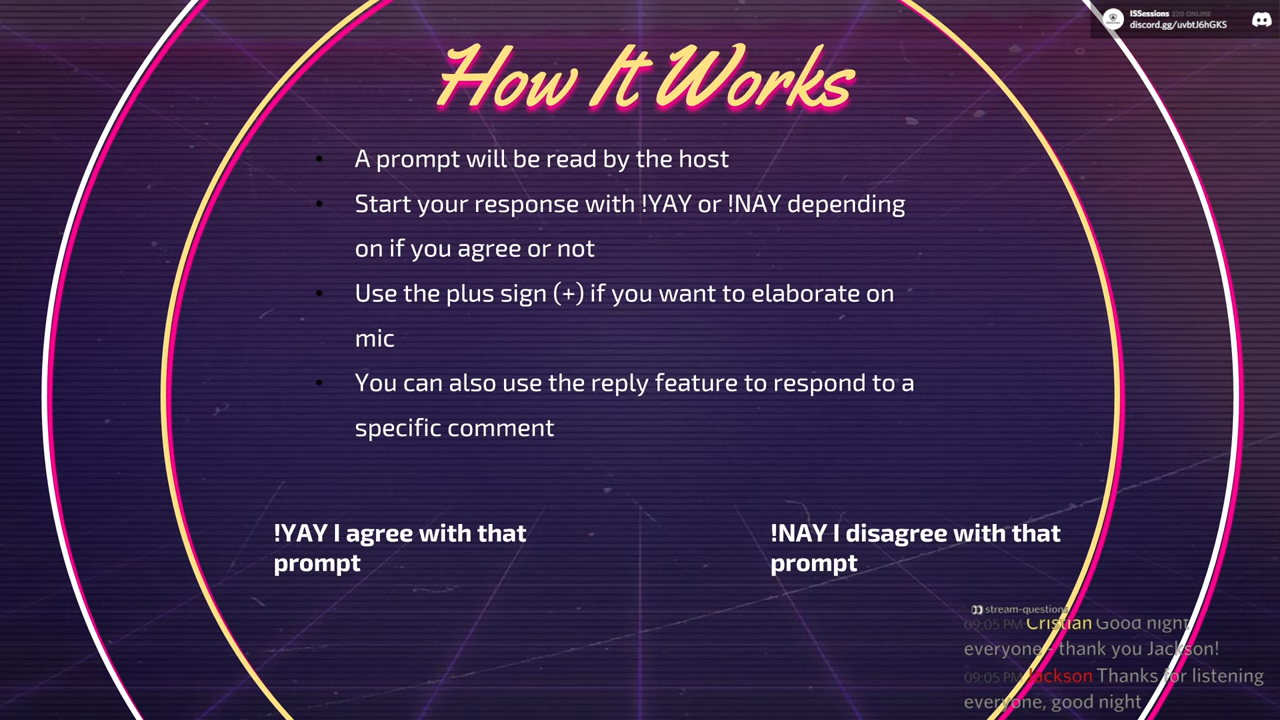 ISSessions 220 ONLINE
discord.gg/uvbtJ6hGKS
How It Works
• A prompt will be read by the host
• Start your response with !YAY or !NAY depending
on if you agree or not
• Use the plus sign (+) if you want to elaborate on
mic
• You can also use the reply feature to respond to a
specific comment
!YAY I agree with that
prompt
!NAY I disagree with that
prompt
stream-questions
09:05 PM Cristian Good night
everyone - thank you Jackson!
09:05 PM Jackson Thanks for listening
everyone, good night